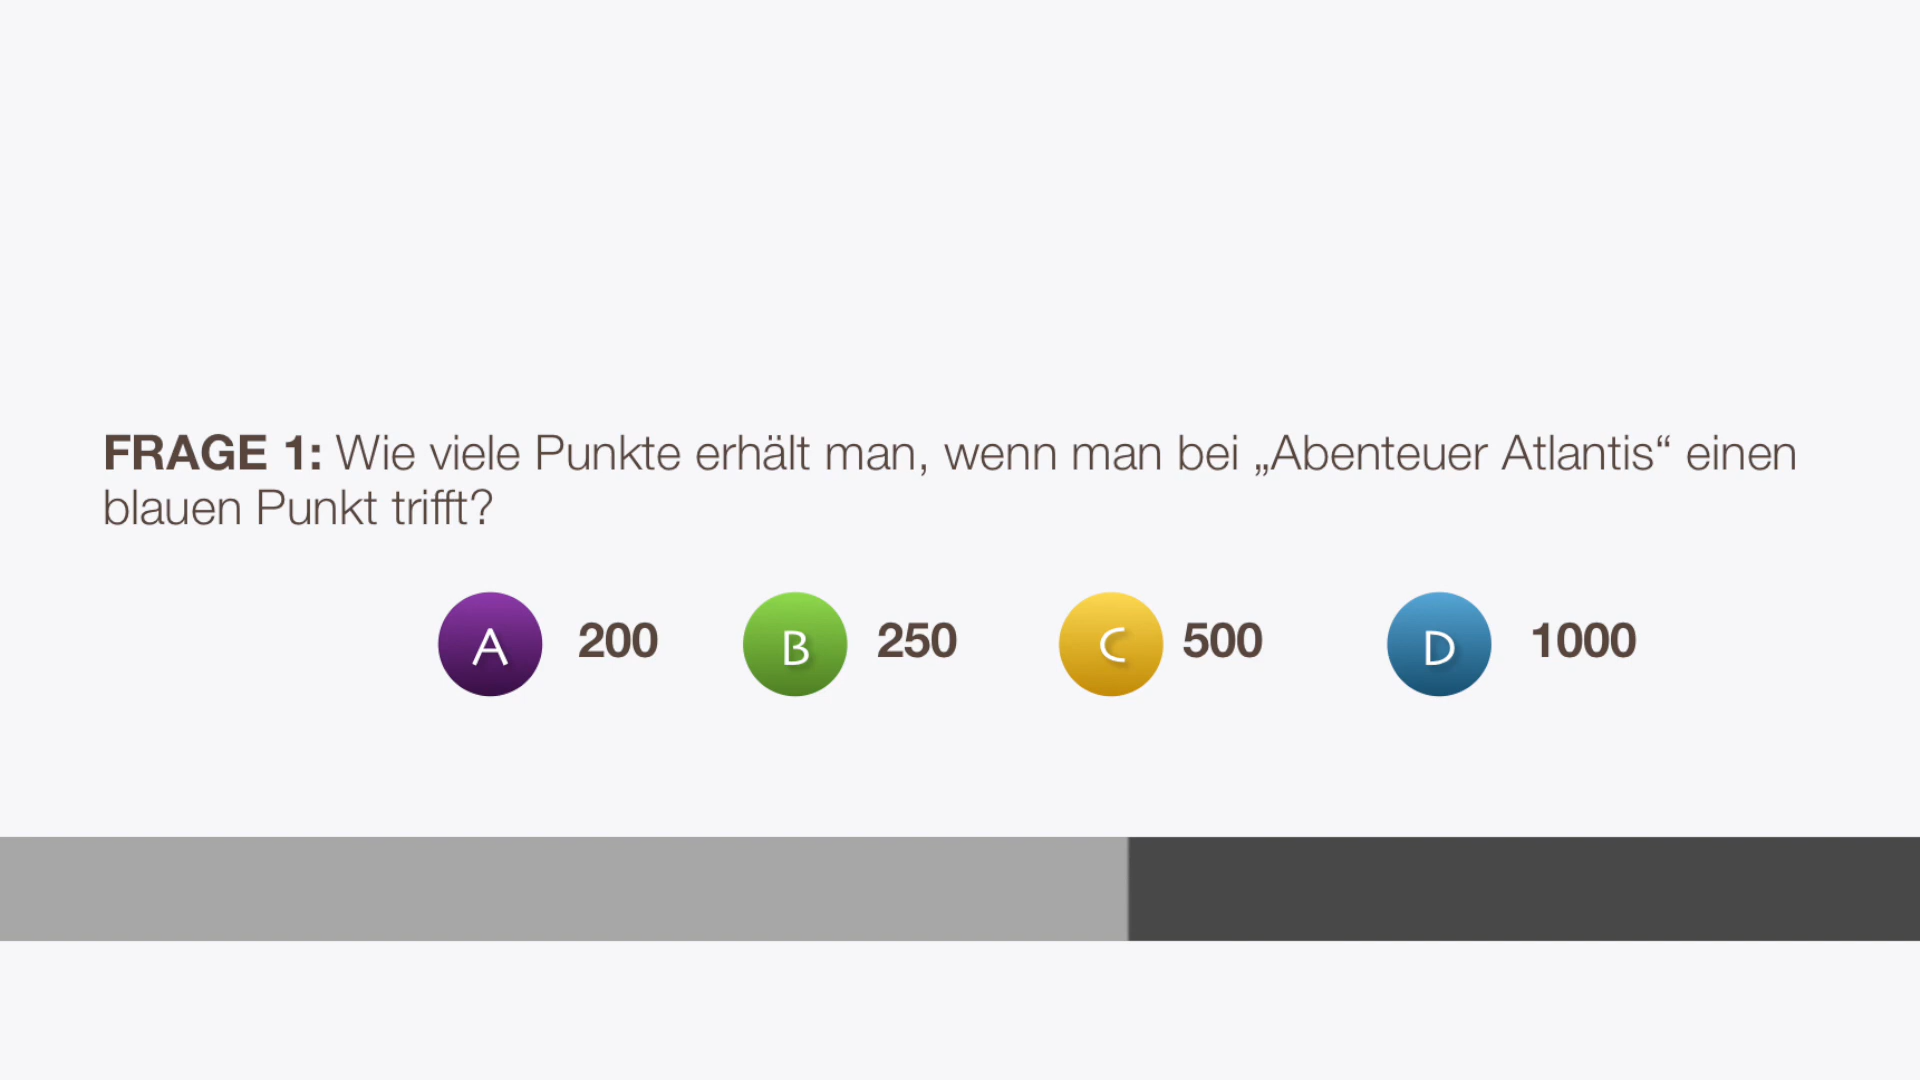 FRAGE 1: Wie viele Punkte erhält man, wenn man bei „Abenteuer Atlantis“ einen
blauen Punkt trifft?
A 200 B 250 C 500 D 1000